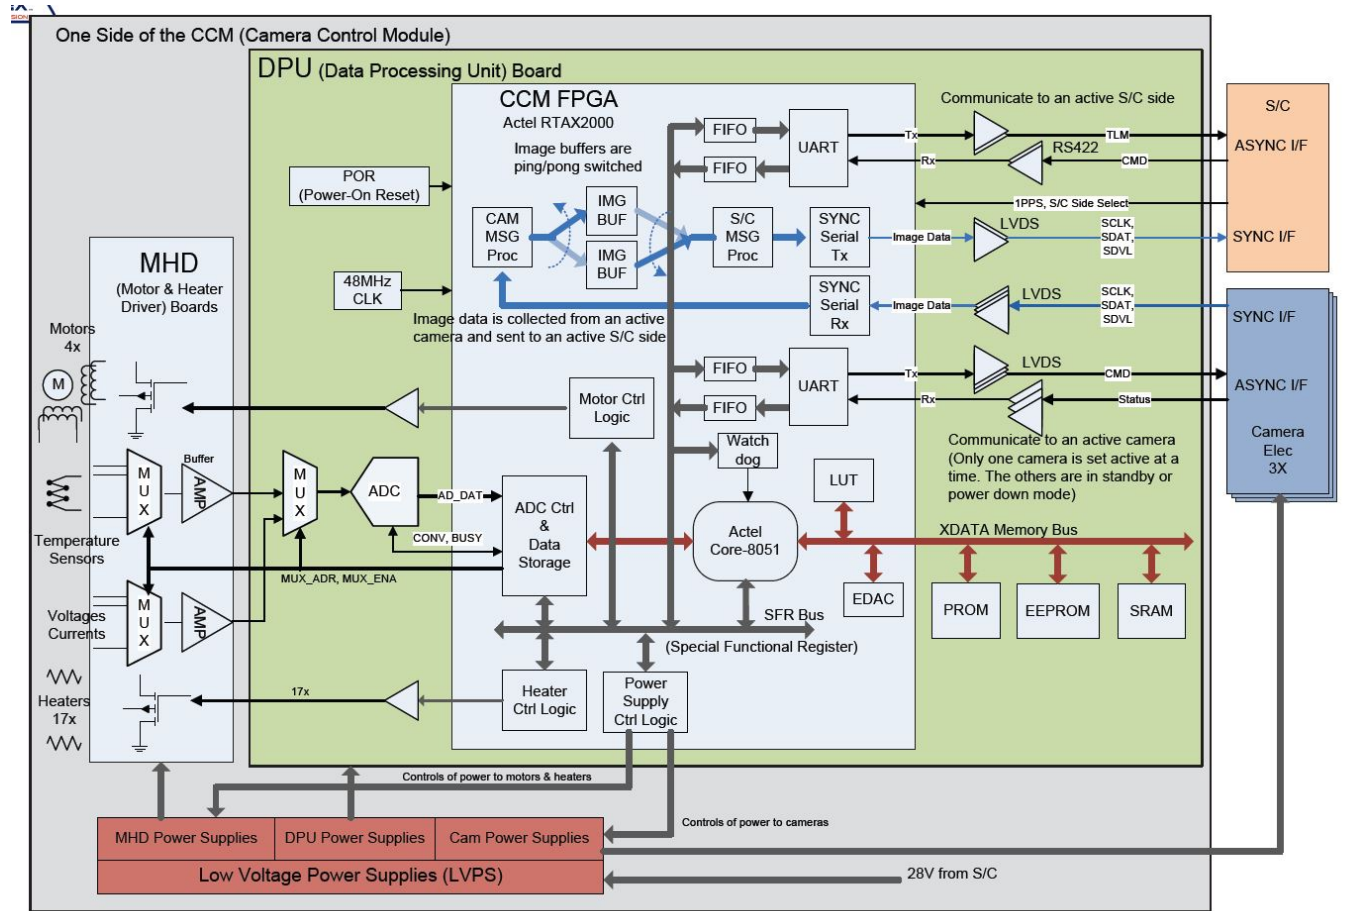 SION
One Side of the CCM (Camera Control Module)
DPU (Data Processing Unit) Board
CCM FPGA
Actel RTAX2000
Image buffers are
ping/pong switched
POR
(Power-On Reset)
48MHz
CLK
CAM
MSG
Proc
IMG
BUF
IMG
BUF
S/C
MSG
Proc
SYNC
Serial
Tx
SYNC
Serial
Rx
Image data is collected from an active
camera and sent to an active S/C side
FIFO
FIFO
UART
Communicate to an active S/C side
Tx
TLM
RS422
Rx
CMD
1PPS, S/C Side Select
LVDS
Image Data
SCLK,
SDAT,
SDVL
LVDS
Image Data
SCLK,
SDAT,
SDVL
S/C
ASYNC I/F
SYNC I/F
SYNC I/F
ASYNC I/F
Camera
Elec
3X
FIFO
FIFO
UART
Tx
LVDS
CMD
Rx
Status
Communicate to an active camera
(Only one camera is set active at a
time. The others are in standby or
power down mode)
MHD
(Motor & Heater
Driver) Boards
Motors
4x
M
Motor Ctrl
Logic
Watch
dog
Buffer
MUX
AMP
MUX
ADC
AD_DAT
CONV, BUSY
MUX_ADR, MUX_ENA
ADC Ctrl
&
Data
Storage
Actel
Core-8051
LUT
XDATA Memory Bus
EDAC
PROM
EEPROM
SRAM
Temperature
Sensors
Voltages
Currents
MUX
AMP
SFR Bus
(Special Functional Register)
Heaters
17x
17x
Heater
Ctrl Logic
Power
Supply
Ctrl Logic
Controls of power to motors & heaters
Controls of power to cameras
MHD Power Supplies
DPU Power Supplies
Cam Power Supplies
Low Voltage Power Supplies (LVPS)
28V from S/C